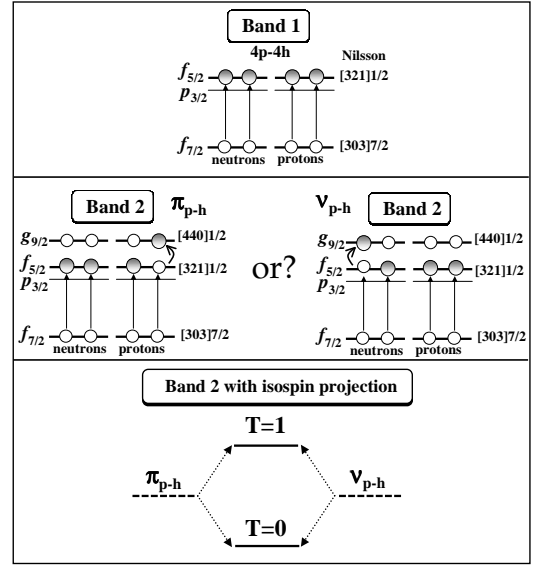 Band 1
4p-4h
Nilsson
f5/2 [321]1/2
p3/2
f7/2 [303]7/2
neutrons protons
Band 2 πp-h
g9/2 [440]1/2
f5/2 [321]1/2
p3/2
f7/2 [303]7/2
neutrons protons
or?
νp-h Band 2
g9/2 [440]1/2
f5/2 [321]1/2
p3/2
f7/2 [303]7/2
neutrons protons
Band 2 with isospin projection
T=1
πp-h νp-h
T=0